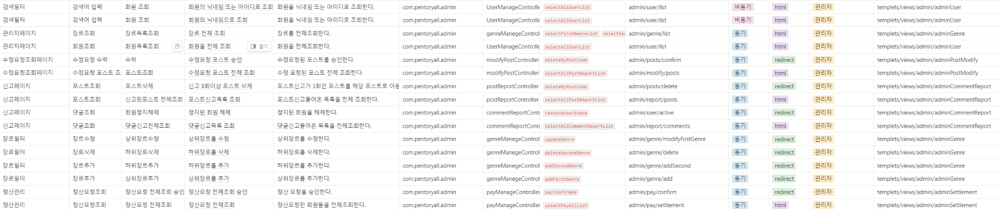 검색필터 검색어 입력 회원 조회 회원의 닉네임 또는 아이디로 조회 회원을 닉네임 또는 아이디로 조회한다. com.pentoryall.admin UserManageController selectAllUserList admin/user/list 비동기 html 관리자 templets/views/admin/adminUser
검색필터 검색어 입력 회원 조회 회원의 닉네임으로 조회 회원을 닉네임 또는 아이디로 조회한다. com.pentoryall.admin UserManageController selectAllUserList admin/user/list 비동기 html 관리자 templets/views/admin/adminUser
관리자페이지 장르조회 장르목록조회 장르 전체 조회 장르를 전체조회한다. com.pentoryall.admin genreManegeControl selectFirstGenreList selectSec admin/genre/list 동기 html 관리자 templets/views/admin/adminGenre
관리자페이지 회원조회 회원목록조회 회원을 전체 조회 열기 회원을 전체조회한다. com.pentoryall.admin UserManageController selectAllUserList admin/user/list 동기 html 관리자 templets/views/admin/adminUser
수정요청조회페이지 수정요청 수락 수락 수정요청 포스트 승인 수정요청된 포스트를 승인한다. com.pentoryall.admin modifyPostController deleteByPostCode admin/posts/confirm 동기 redirect 관리자 templets/views/admin/adminPostModify
수정요청조회페이지 수정요청 포스트 조 포스트조회 수정요청 포스트 전체 조회 수정 요청된 포스트 전체 조회한다. com.pentoryall.admin modifyPostController selectAllPostReportList admin/modify/posts 동기 html 관리자 templets/views/admin/adminPostModify
신고페이지 포스트조회 포스트삭제 신고 3회이상 포스트 삭제 포스트신고가 3회인 포스트를 해당 포스트로 이동 com.pentoryall.admin postReportController deleteByPostCode admin/posts/delete 동기 redirect 관리자 templets/views/admin/adminCommentReport
신고페이지 포스트조회 신고된포스트 전체조회 포스트신고목록 조회 포스트신고들어온 목록을 전체 조회한다. com.pentoryall.admin postReportController selectAllPostReportList admin/report/posts 동기 html 관리자 templets/views/admin/adminCommentReport
신고페이지 댓글조회 회원정지해제 정지된 회원 해제 정지된 회원을 해제한다. com.pentoryall.admin commentReportCont restoreUserState admin/user/active 동기 redirect 관리자 templets/views/admin/adminCommentReport
신고페이지 댓글조회 댓글신고전체조회 댓글신고목록 조회 댓글신고들어온 목록을 전체조회한다. com.pentoryall.admin commentReportCont selectAllCommentReportList admin/report/comments 동기 html 관리자 templets/views/admin/adminCommentReport
장르필터 장르수정 상위장르수정 상위장르를 수정 상위장르를 수정한다. com.pentoryall.admin genreManegeControl updateGenre admin/genre/modifyFirstGenre 동기 redirect 관리자 templets/views/admin/adminGenre
장르필터 장르삭제 하위장르삭제 하위장르를 삭제 하위장르를 삭제한다. com.pentoryall.admin genreManegeControl deleteSecondGenre admin/genre/delete 동기 redirect 관리자 templets/views/admin/adminGenre
장르필터 장르추가 하위장르추가 하위장르를 추가 하위장르를 추가한다. com.pentoryall.admin genreManegeControl addSecondGenre admin/genre/addSecond 동기 redirect 관리자 templets/views/admin/adminGenre
장르필터 장르추가 상위장르추가 상위장르를 추가 상위장르를 추가한다. com.pentoryall.admin genreManegeControl addFirstGenre admin/genre/add 동기 redirect 관리자 templets/views/admin/adminGenre
정산관리 정산요청조회 정산요청 전체조회 승인 정산요청 전체조회 승인 정산 요청을 승인한다. com.pentoryall.admin payManageController payConfirmed admin/pay/confirm 동기 redirect 관리자 templets/views/admin/adminSettlement
정산관리 정산요청조회 정산요청 전체조회 정산요청 전체조회 정산요청한 회원들을 전체조회한다. com.pentoryall.admin payManageController selectPayAllList admin/pay/settlement 동기 html 관리자 templets/views/admin/adminSettlement